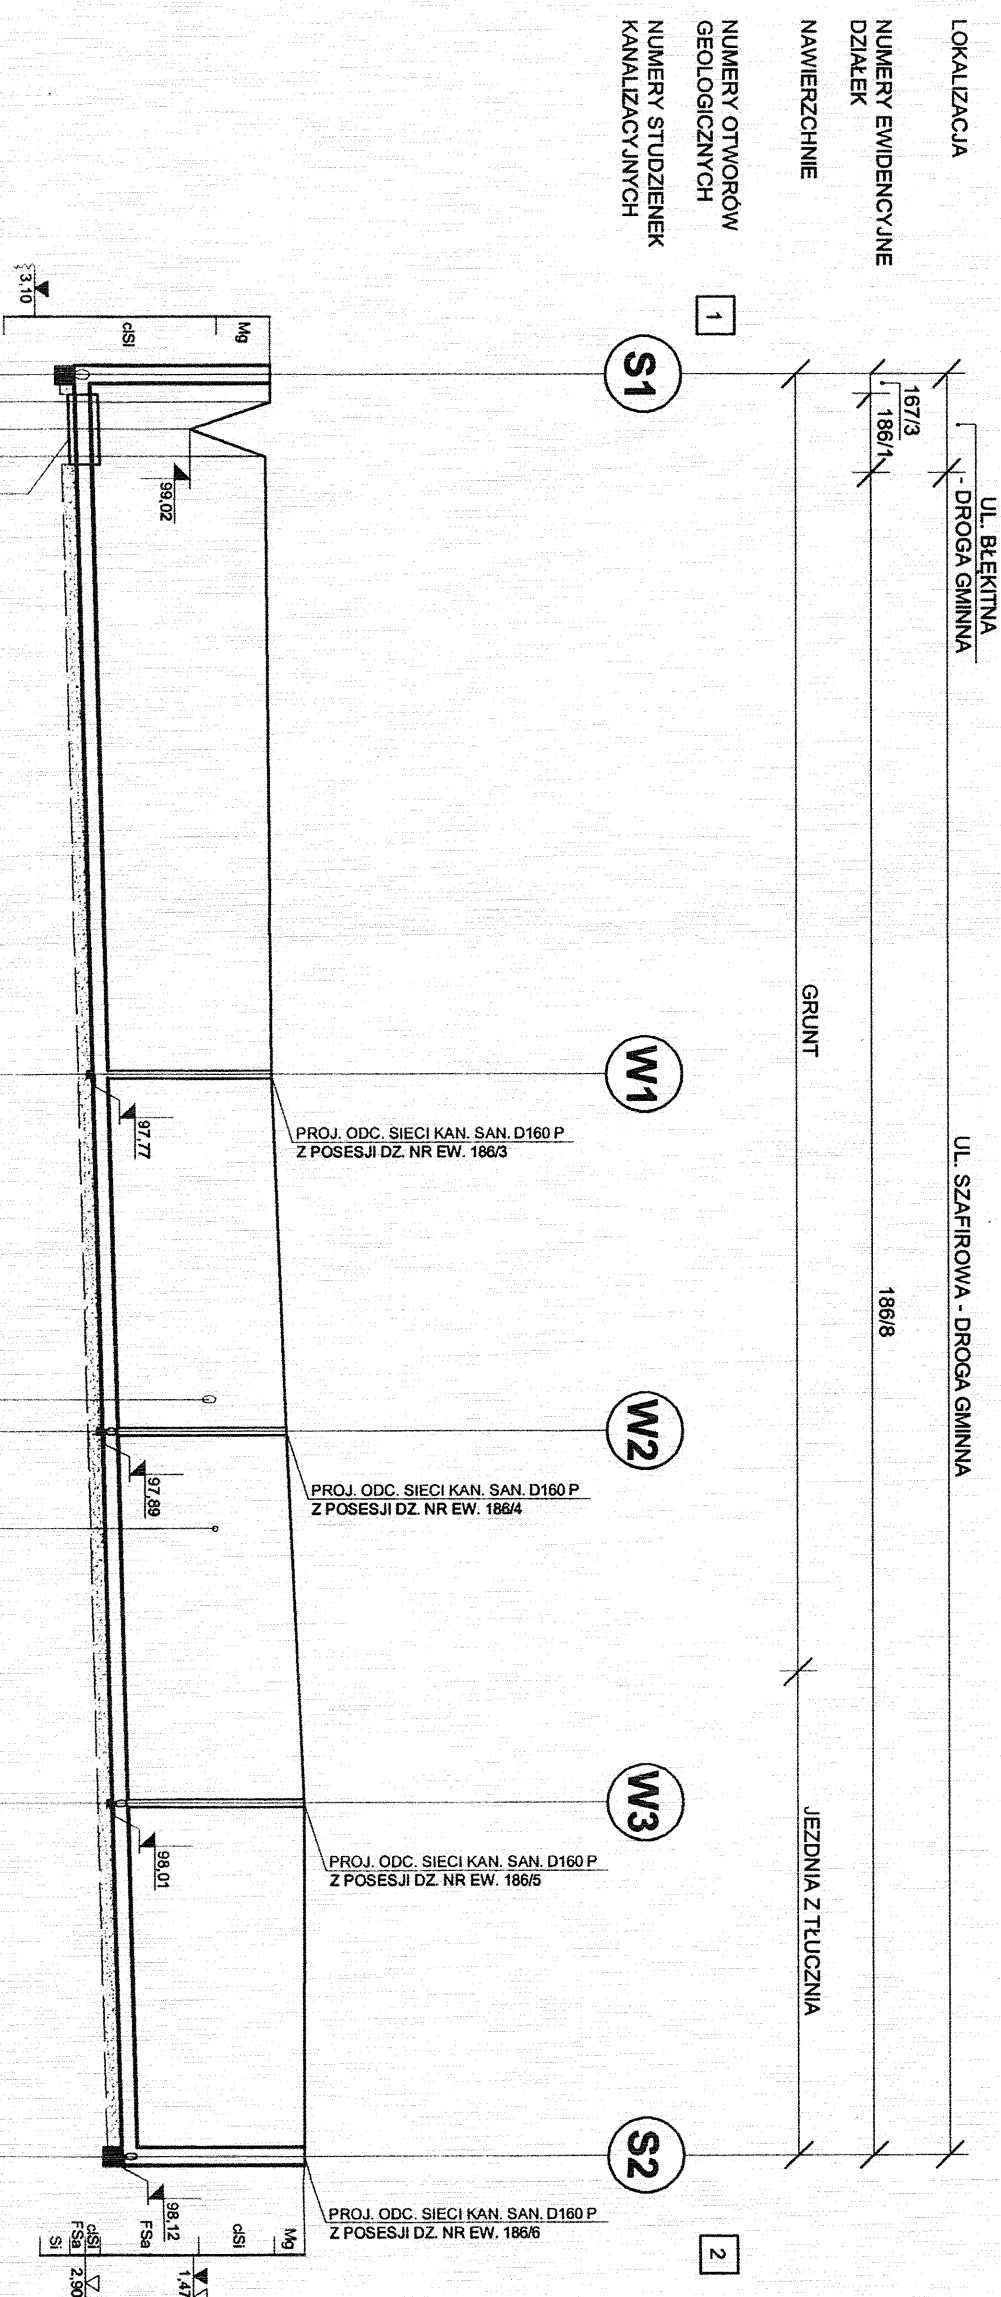 LOKALIZACJA
UL. BŁĘKITNA
- DROGA GMINNA
UL. SZAFIROWA - DROGA GMINNA
NUMERY EWIDENCYJNE
DZIAŁEK
167/3
186/1
186/8
NAWIERZCHNIE
GRUNT
JEZDNIA Z TŁUCZNIA
NUMERY OTWORÓW
GEOLOGICZNYCH
1
2
NUMERY STUDZIENEK
KANALIZACYJNYCH
S1
W1
W2
W3
S2
PROJ. ODC. SIECI KAN. SAN. D160 P
Z POSESJI DZ. NR EW. 186/3
PROJ. ODC. SIECI KAN. SAN. D160 P
Z POSESJI DZ. NR EW. 186/4
PROJ. ODC. SIECI KAN. SAN. D160 P
Z POSESJI DZ. NR EW. 186/5
PROJ. ODC. SIECI KAN. SAN. D160 P
Z POSESJI DZ. NR EW. 186/6
Mg
clSi
3,10
99,02
97,77
97,89
98,01
98,12
Mg
clSi
FSa
clSi
FSa
Si
1,47
2,90